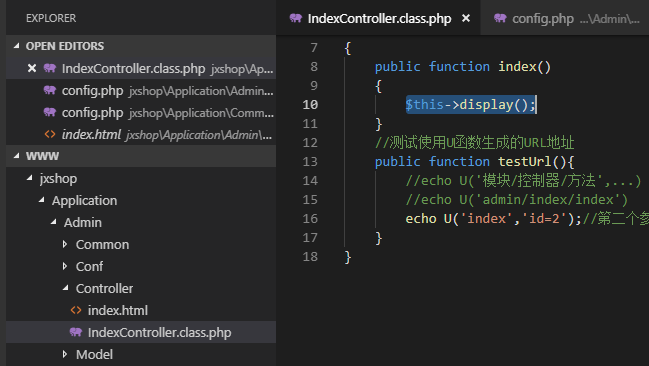 EXPLORER
OPEN EDITORS
IndexController.class.php jxshop\Ap...
config.php jxshop\Application\Admin...
config.php jxshop\Application\Comm...
index.html jxshop\Application\Admin\...
WWW
jxshop
Application
Admin
Common
Conf
Controller
index.html
IndexController.class.php
Model
IndexController.class.php
config.php ...\Admin\...
7 {
8 public function index()
9 {
10 $this->display();
11 }
12 //测试使用U函数生成的URL地址
13 public function testUrl(){
14 //echo U('模块/控制器/方法',...)
15 //echo U('admin/index/index')
16 echo U('index','id=2');//第二个参
17 }
18 }